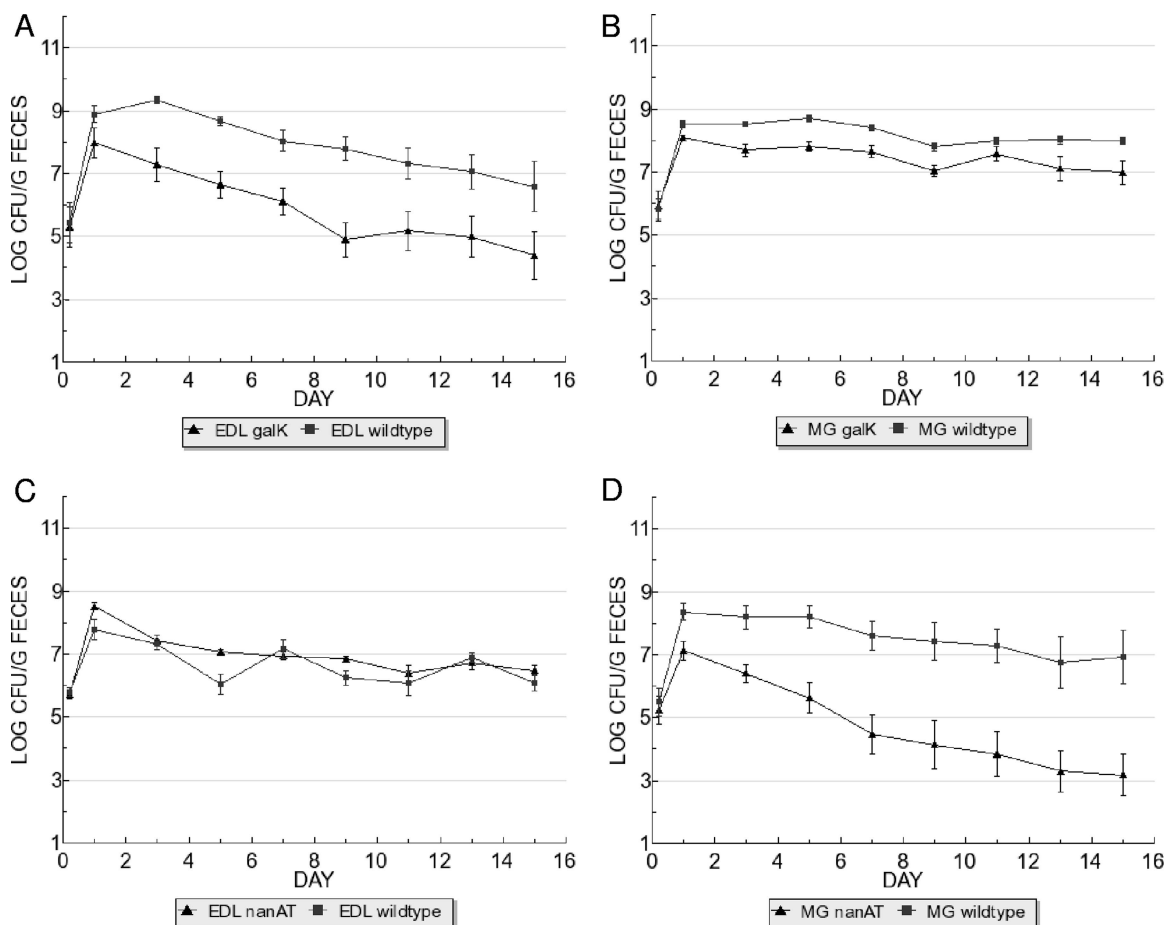 A
LOG CFU/G FECES
11
9
7
5
3
1
0 2 4 6 8 10 12 14 16
DAY
EDL galK EDL wildtype
B
LOG CFU/G FECES
11
9
7
5
3
1
0 2 4 6 8 10 12 14 16
DAY
MG galK MG wildtype
C
LOG CFU/G FECES
11
9
7
5
3
1
0 2 4 6 8 10 12 14 16
DAY
EDL nanAT EDL wildtype
D
LOG CFU/G FECES
11
9
7
5
3
1
0 2 4 6 8 10 12 14 16
DAY
MG nanAT MG wildtype